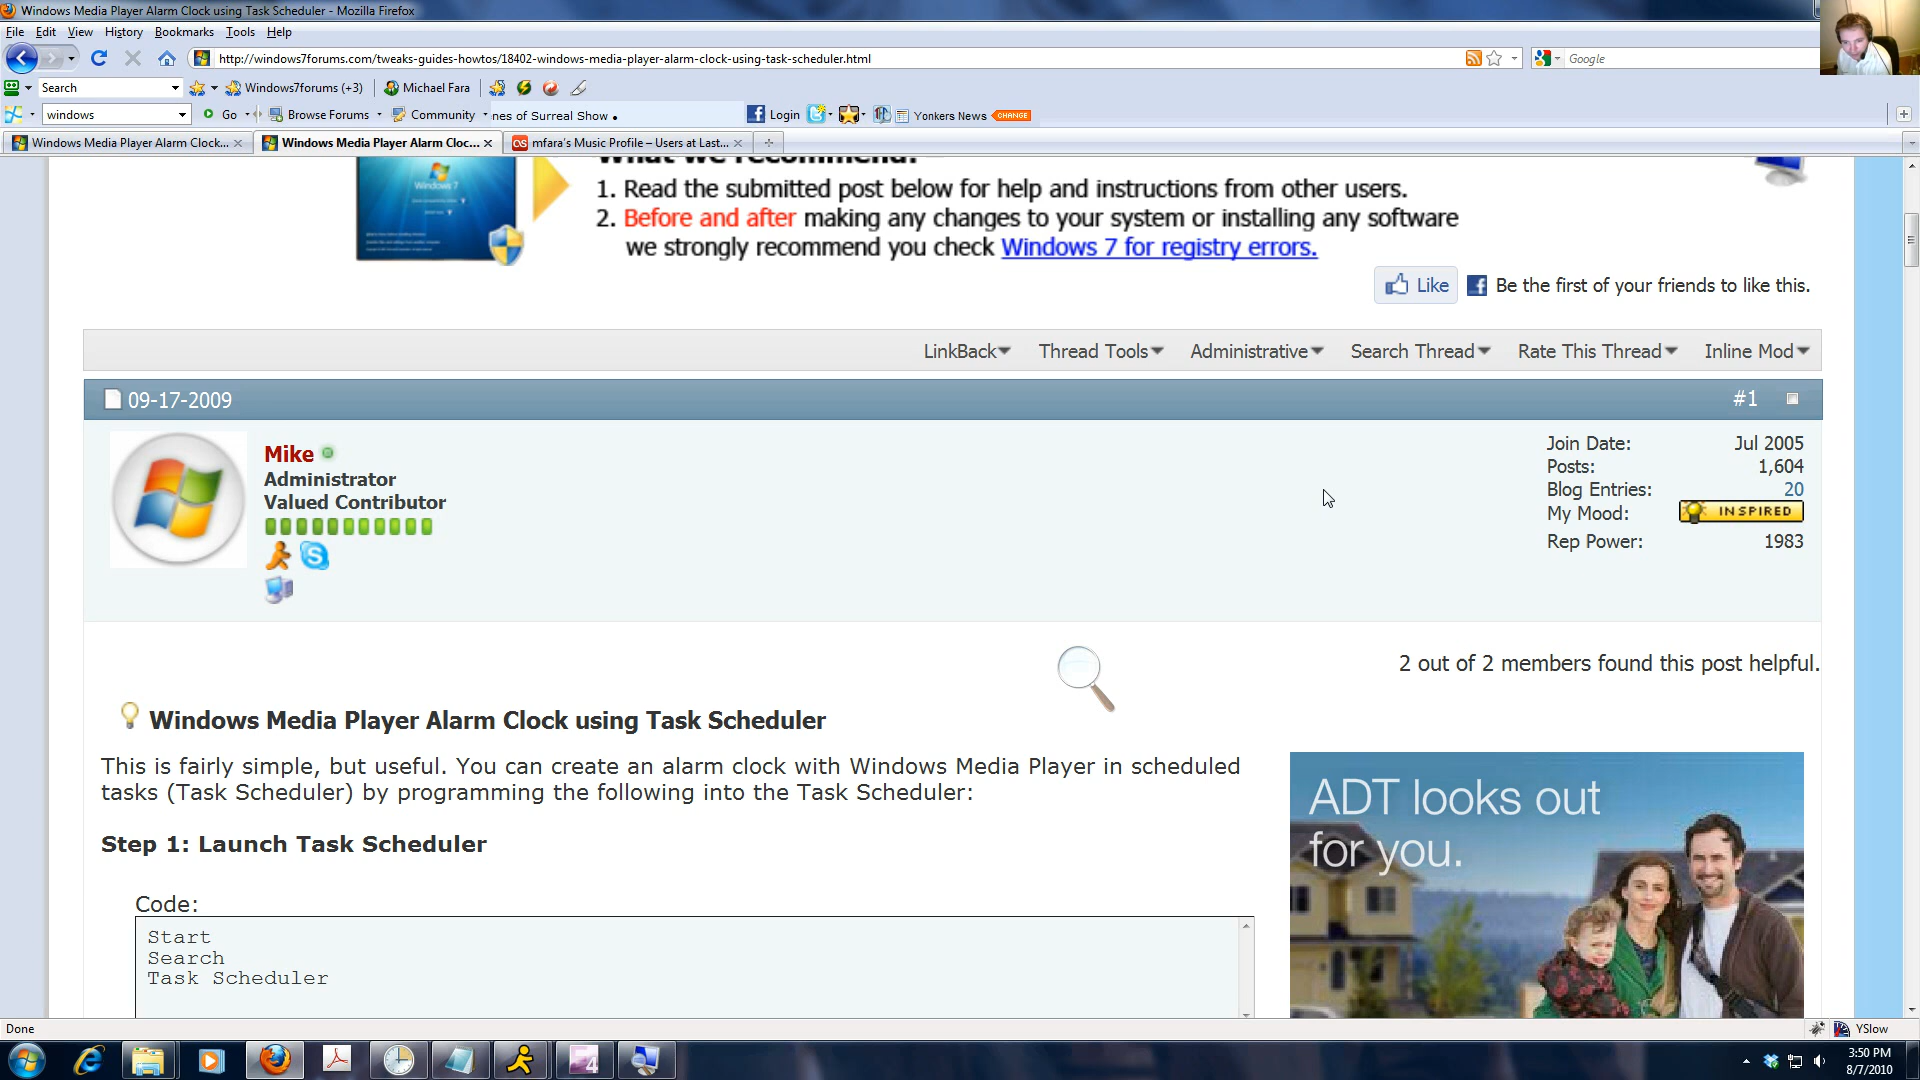 Windows Media Player Alarm Clock using Task Scheduler - Mozilla Firefox
File Edit View History Bookmarks Tools Help
http://windows7forums.com/tweaks-guides-howtos/18402-windows-media-player-alarm-clock-using-task-scheduler.html
Google
Search Windows7forums (+3) Michael Fara
windows Go Browse Forums Community nes of Surreal Show • Login Yonkers News CHANGE
Windows Media Player Alarm Clock... Windows Media Player Alarm Cloc... mfara's Music Profile – Users at Last...
What we recommend:
1. Read the submitted post below for help and instructions from other users.
2. Before and after making any changes to your system or installing any software
we strongly recommend you check Windows 7 for registry errors.
Windows 7
Like Be the first of your friends to like this.
LinkBack Thread Tools Administrative Search Thread Rate This Thread Inline Mod
09-17-2009 #1
Mike
Administrator
Valued Contributor
Join Date: Jul 2005
Posts: 1,604
Blog Entries: 20
My Mood: INSPIRED
Rep Power: 1983
2 out of 2 members found this post helpful.
Windows Media Player Alarm Clock using Task Scheduler
This is fairly simple, but useful. You can create an alarm clock with Windows Media Player in scheduled
tasks (Task Scheduler) by programming the following into the Task Scheduler:
Step 1: Launch Task Scheduler
Code:
Start
Search
Task Scheduler
ADT looks out
for you.
Done YSlow
3:50 PM
8/7/2010